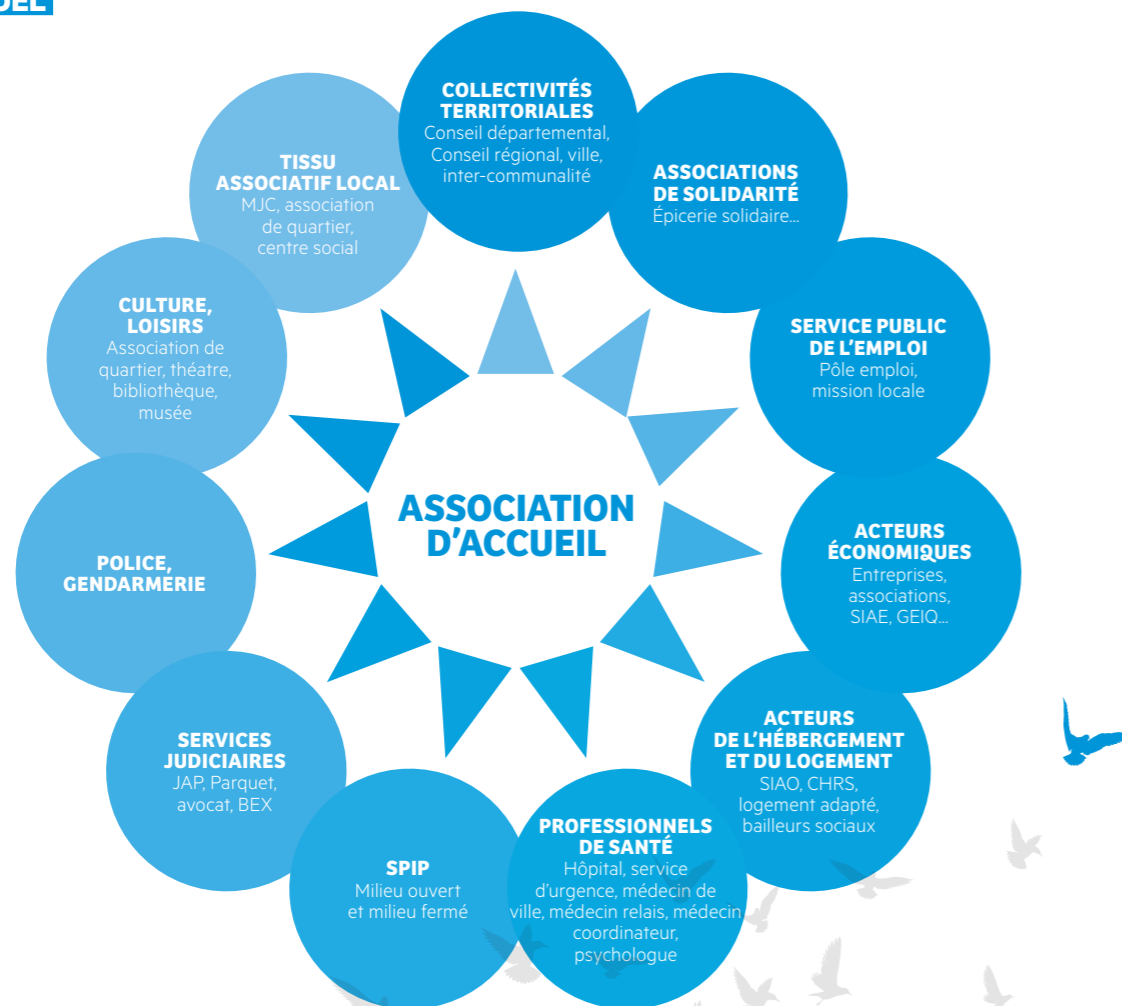 COLLECTIVITÉS
TERRITORIALES
Conseil départemental,
Conseil régional, ville,
inter-communalité
ASSOCIATIONS
DE SOLIDARITÉ
Épicerie solidaire...
SERVICE PUBLIC
DE L'EMPLOI
Pôle emploi,
mission locale
ACTEURS
ÉCONOMIQUES
Entreprises,
associations,
SIAE, GEIQ...
ACTEURS
DE L'HÉBERGEMENT
ET DU LOGEMENT
SIAO, CHRS,
logement adapté,
bailleurs sociaux
PROFESSIONNELS
DE SANTÉ
Hôpital, service
d'urgence, médecin de
ville, médecin relais, médecin
coordinateur,
psychologue
SPIP
Milieu ouvert
et milieu fermé
SERVICES
JUDICIAIRES
JAP, Parquet,
avocat, BEX
POLICE,
GENDARMERIE
CULTURE,
LOISIRS
Association de
quartier, théatre,
bibliothèque,
musée
TISSU
ASSOCIATIF LOCAL
MJC, association
de quartier,
centre social
ASSOCIATION
D'ACCUEIL